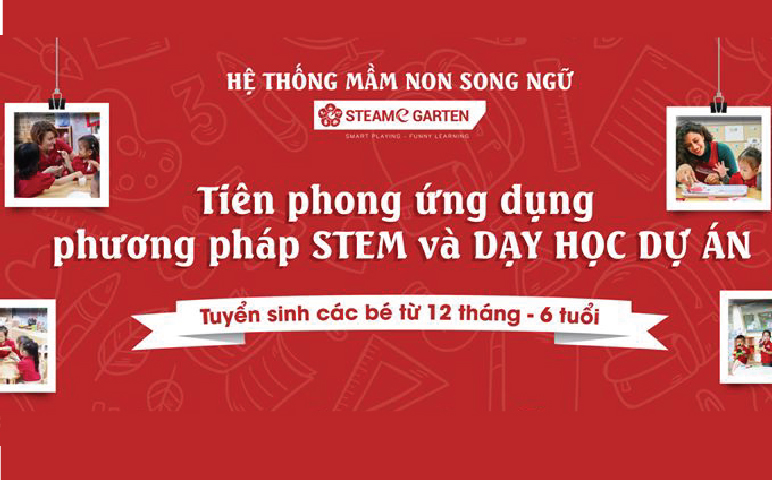 HỆ THỐNG MẦM NON SONG NGỮ
STEAMe GARTEN
SMART PLAYING - FUNNY LEARNING
Tiên phong ứng dụng
phương pháp STEM và DẠY HỌC DỰ ÁN
Tuyển sinh các bé từ 12 tháng - 6 tuổi